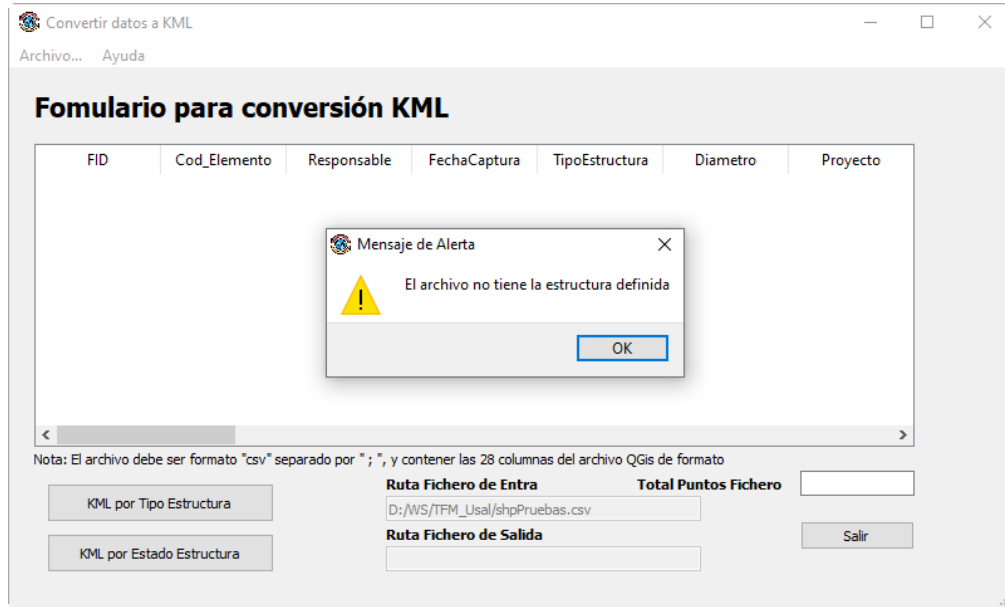 Convertir datos a KML
Archivo... Ayuda
Fomulario para conversión KML
FID Cod_Elemento Responsable FechaCaptura TipoEstructura Diametro Proyecto
Mensaje de Alerta
El archivo no tiene la estructura definida
OK
Nota: El archivo debe ser formato "csv" separado por " ; ", y contener las 28 columnas del archivo QGis de formato
KML por Tipo Estructura
KML por Estado Estructura
Ruta Fichero de Entra
D:/WS/TFM_Usal/shpPruebas.csv
Ruta Fichero de Salida
Total Puntos Fichero
Salir